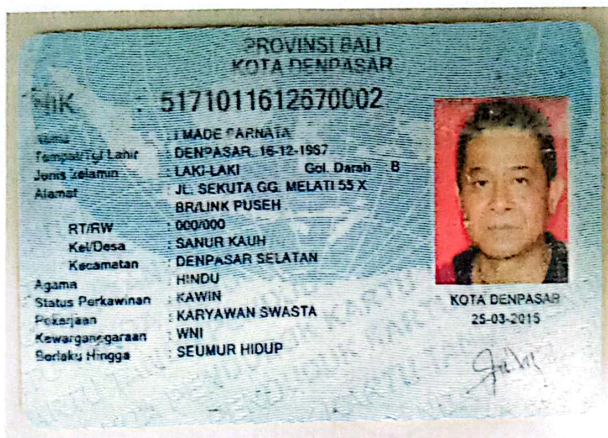 PROVINSI BALI
KOTA DENPASAR
NIK : 5171011612670002
Nama : I MADE PARNATA
Tempat/Tgl Lahir : DENPASAR, 16-12-1967
Jenis Kelamin : LAKI-LAKI Gol. Darah B
Alamat : JL. SEKUTA GG. MELATI 55 X
BR/LINK PUSEH
RT/RW : 000/000
Kel/Desa : SANUR KAUH
Kecamatan : DENPASAR SELATAN
Agama : HINDU
Status Perkawinan : KAWIN
Pekerjaan : KARYAWAN SWASTA
Kewarganegaraan : WNI
Berlaku Hingga : SEUMUR HIDUP
KOTA DENPASAR
25-03-2015